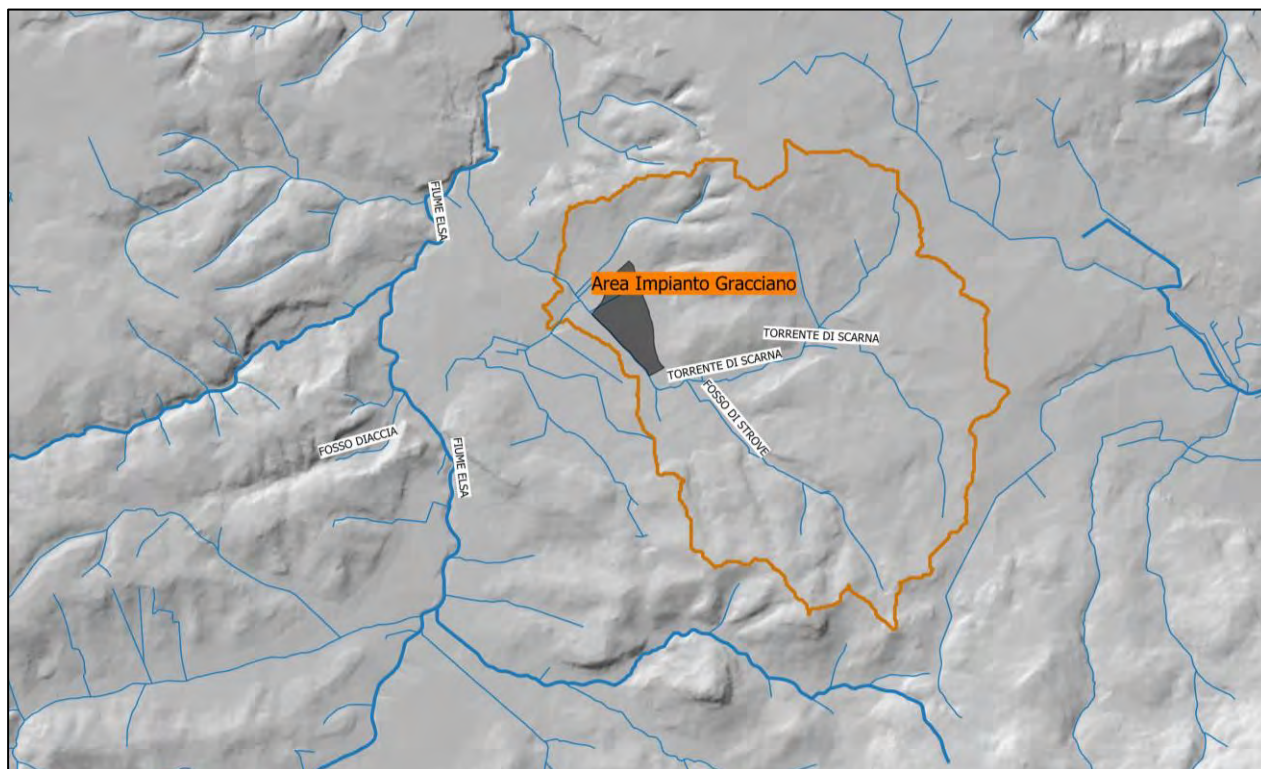 FIUME ELSA
Area Impianto Gracciano
TORRENTE DI SCARNA
TORRENTE DI SCARNA
FOSSO DI STROVE
FOSSO DIACCIA
FIUME ELSA